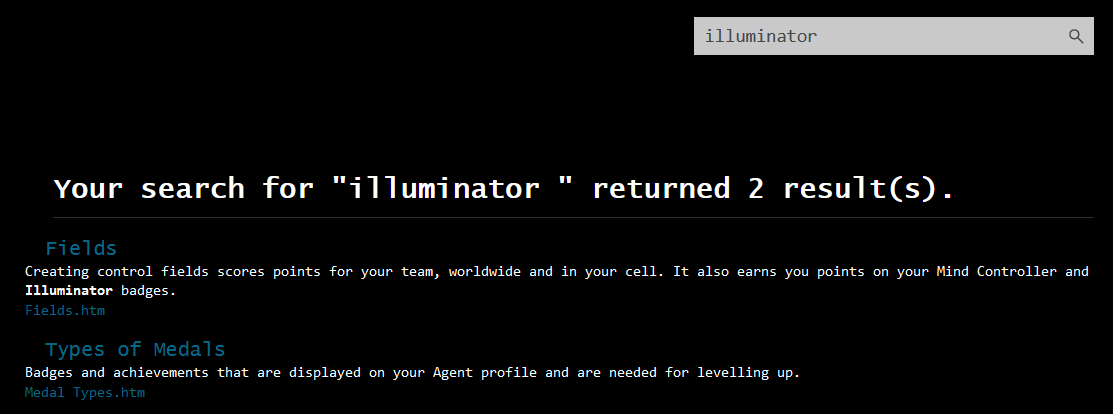 illuminator
Your search for "illuminator " returned 2 result(s).
Fields
Creating control fields scores points for your team, worldwide and in your cell. It also earns you points on your Mind Controller and
Illuminator badges.
Fields.htm
Types of Medals
Badges and achievements that are displayed on your Agent profile and are needed for levelling up.
Medal Types.htm